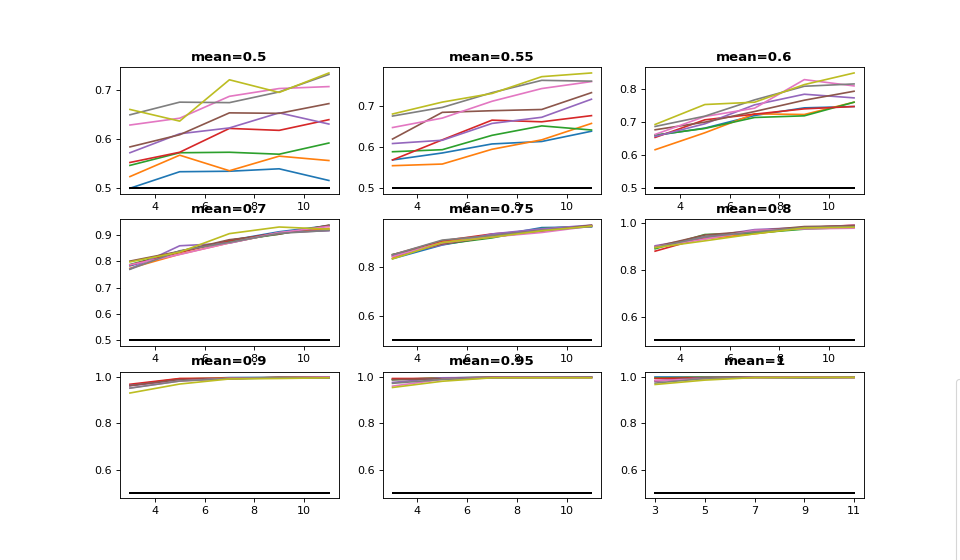 mean=0.5 mean=0.55 mean=0.6
0.7 0.7 0.8
0.6 0.6 0.7
0.5 0.5 0.6
0.5
4 6 8 10 4 6 8 10 4 6 8 10
mean=0.7 mean=0.75 mean=0.8
0.9 0.8 1.0
0.8 0.6 0.8
0.7 0.6
0.6
0.5
4 6 8 10 4 6 8 10 4 6 8 10
mean=0.9 mean=0.95 mean=1
1.0 1.0 1.0
0.8 0.8 0.8
0.6 0.6 0.6
4 6 8 10 4 6 8 10 3 5 7 9 11